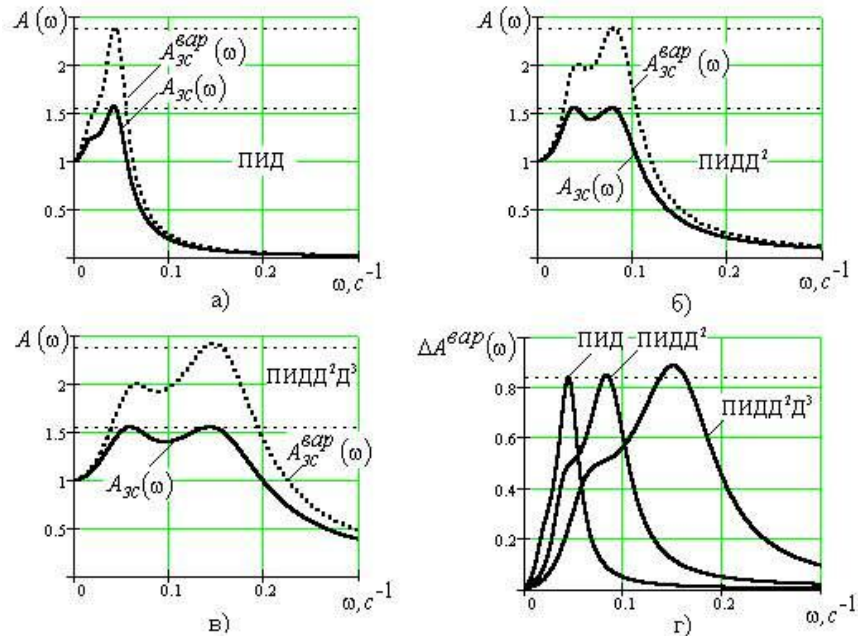 A(ω)
2
1.5
1
0.5
0
0.1
0.2
ω, c⁻¹
A_зс^вар(ω)
A_зс(ω)
ПИД
а)
A(ω)
2
1.5
1
0.5
0
0.1
0.2
ω, c⁻¹
A_зс^вар(ω)
A_зс(ω)
ПИДД²
б)
A(ω)
2
1.5
1
0.5
0
0.1
0.2
ω, c⁻¹
ПИДД²Д³
A_зс^вар(ω)
A_зс(ω)
в)
ΔA^вар(ω)
0.8
0.6
0.4
0.2
0
0.1
0.2
ω, c⁻¹
ПИД
ПИДД²
ПИДД²Д³
г)